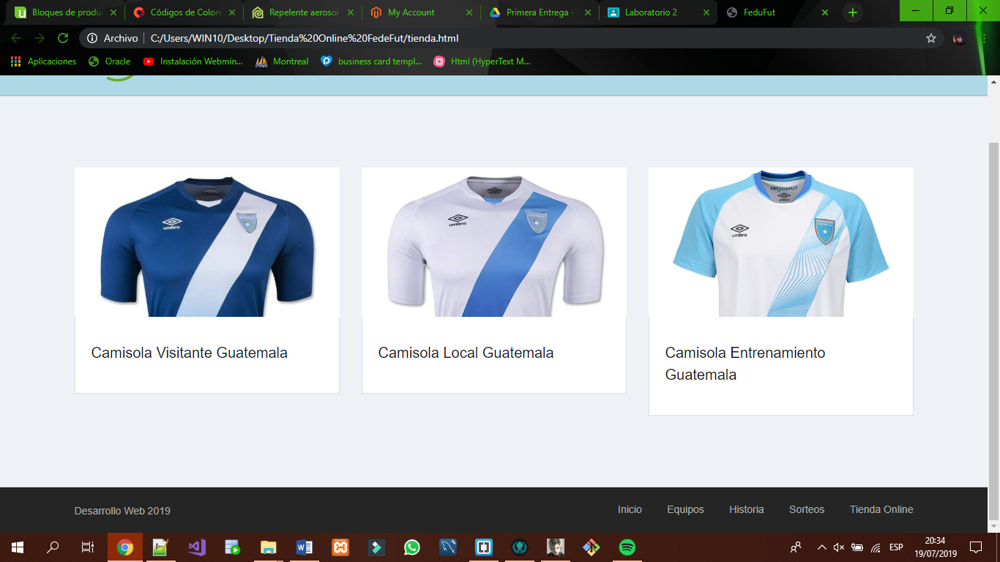 Bloques de produc
Códigos de Colore
Repelente aerosol
My Account
Primera Entrega -
Laboratorio 2
FeduFut
Archivo
C:/Users/WIN10/Desktop/Tienda%20Online%20FedeFut/tienda.html
Aplicaciones
Oracle
Instalación Webmin...
Montreal
business card templ...
Html (HyperText M...
umbro
GUATEMALA
umbro
GUATEMALA
FEDEFUT
umbro
umbro
GUATEMALA
Camisola Visitante Guatemala
Camisola Local Guatemala
Camisola Entrenamiento
Guatemala
Desarrollo Web 2019
Inicio
Equipos
Historia
Sorteos
Tienda Online
ESP
20:34
19/07/2019